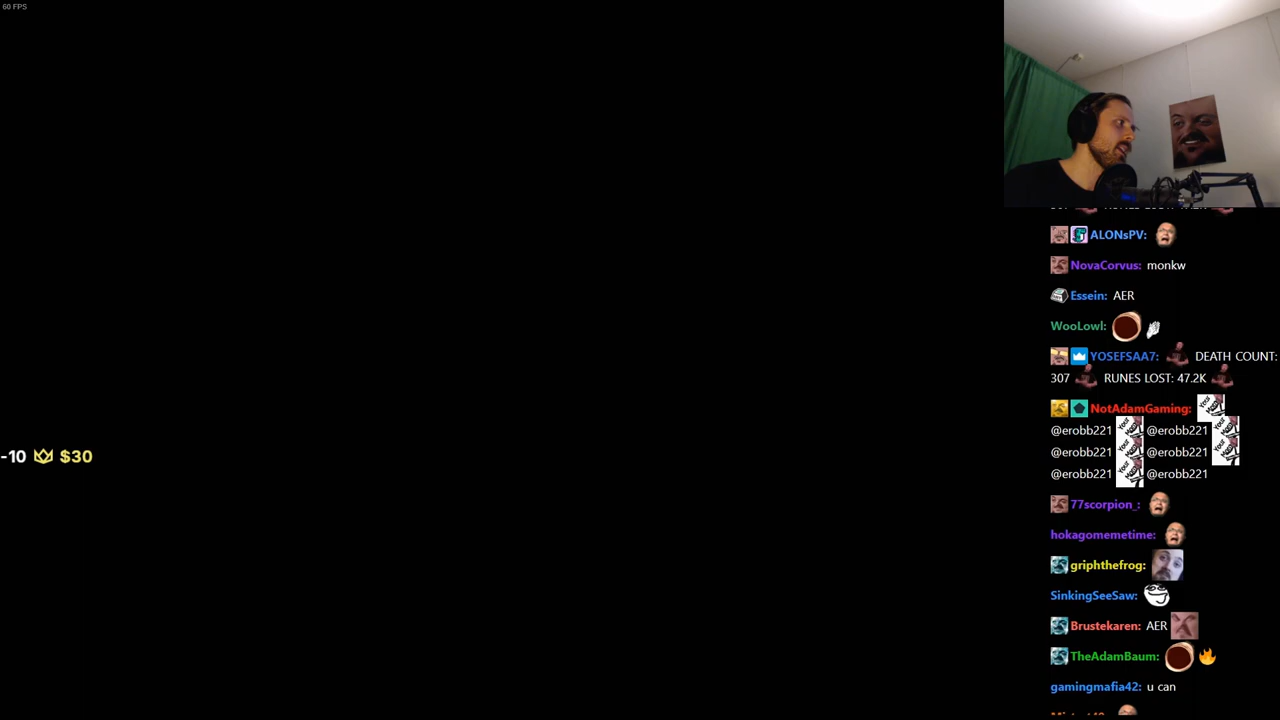 60 FPS
ALONsPV:
NovaCorvus: monkw
Essein: AER
WooLowl:
YOSEFSAA7: DEATH COUNT:
307 RUNES LOST: 47.2K
NotAdamGaming:
@erobb221 @erobb221
@erobb221 @erobb221
@erobb221 @erobb221
-10 $30
77scorpion_:
hokagomemetime:
griphthefrog:
SinkingSeeSaw:
Brustekaren: AER
TheAdamBaum:
gamingmafia42: u can